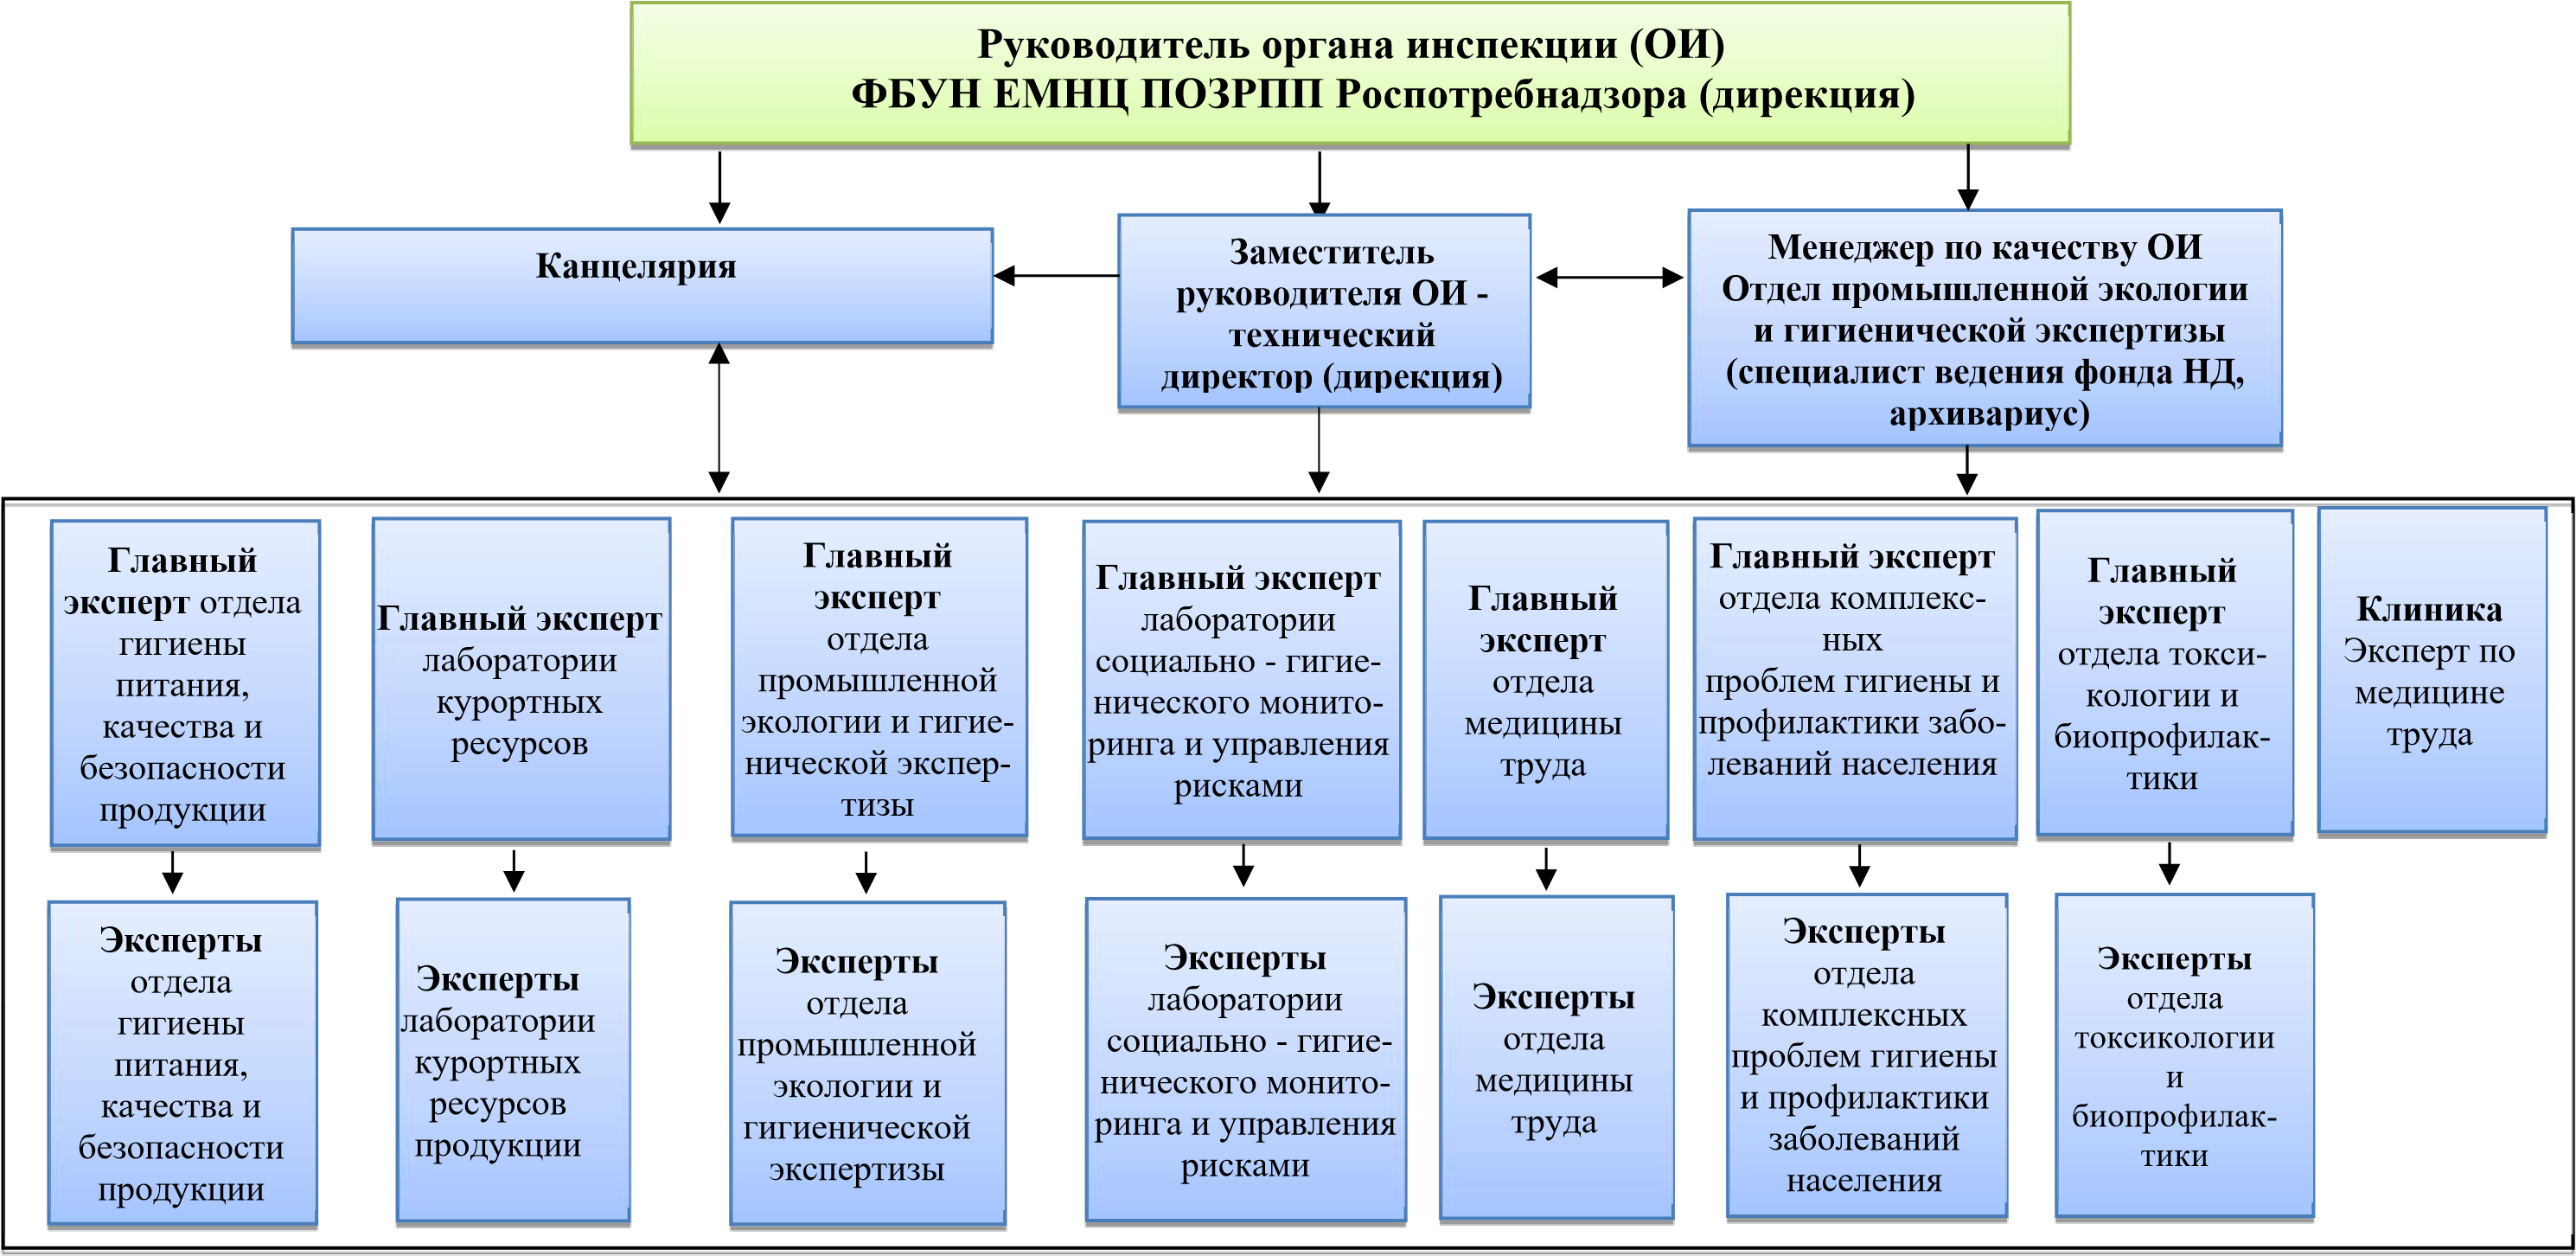 Руководитель органа инспекции (ОИ)
ФБУН ЕМНЦ ПОЗРПП Роспотребнадзора (дирекция)
Канцелярия
Заместитель
руководителя ОИ -
технический
директор (дирекция)
Менеджер по качеству ОИ
Отдел промышленной экологии
и гигиенической экспертизы
(специалист ведения фонда НД,
архивариус)
Главный
эксперт отдела
гигиены
питания,
качества и
безопасности
продукции
Главный эксперт
лаборатории
курортных
ресурсов
Главный
эксперт
отдела
промышленной
экологии и гигие-
нической экспер-
тизы
Главный эксперт
лаборатории
социально - гигие-
нического монито-
ринга и управления
рисками
Главный
эксперт
отдела
медицины
труда
Главный эксперт
отдела комплекс-
ных
проблем гигиены и
профилактики забо-
леваний населения
Главный
эксперт
отдела токси-
кологии и
биопрофилак-
тики
Клиника
Эксперт по
медицине
труда
Эксперты
отдела
гигиены
питания,
качества и
безопасности
продукции
Эксперты
лаборатории
курортных
ресурсов
продукции
Эксперты
отдела
промышленной
экологии и
гигиенической
экспертизы
Эксперты
лаборатории
социально - гигие-
нического монито-
ринга и управления
рисками
Эксперты
отдела
медицины
труда
Эксперты
отдела
комплексных
проблем гигиены
и профилактики
заболеваний
населения
Эксперты
отдела
токсикологии
и
биопрофилак-
тики